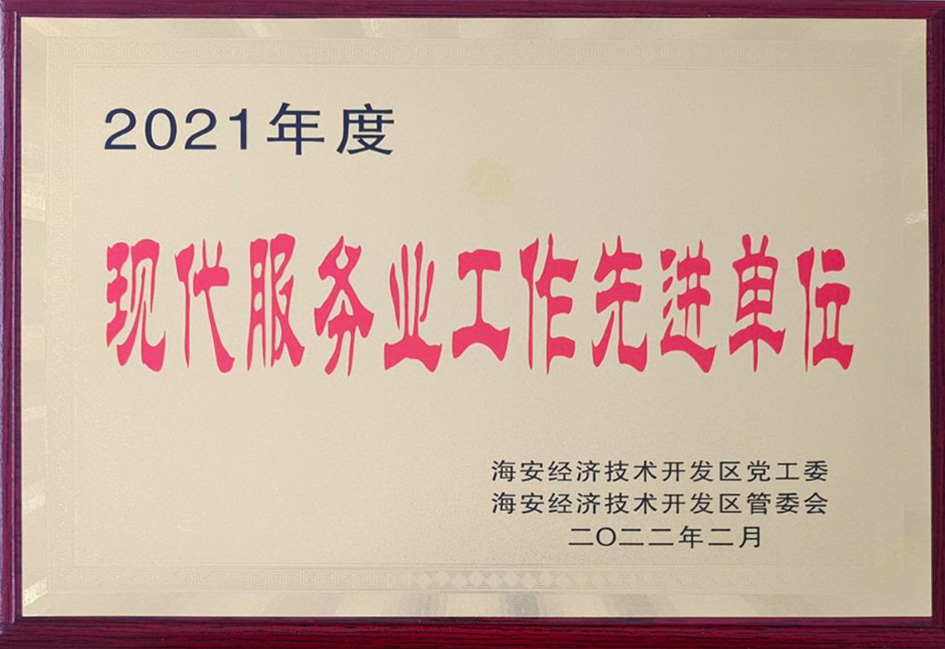 2021年度
现代服务业工作先进单位
海安经济技术开发区党工委
海安经济技术开发区管委会
二〇二二年二月